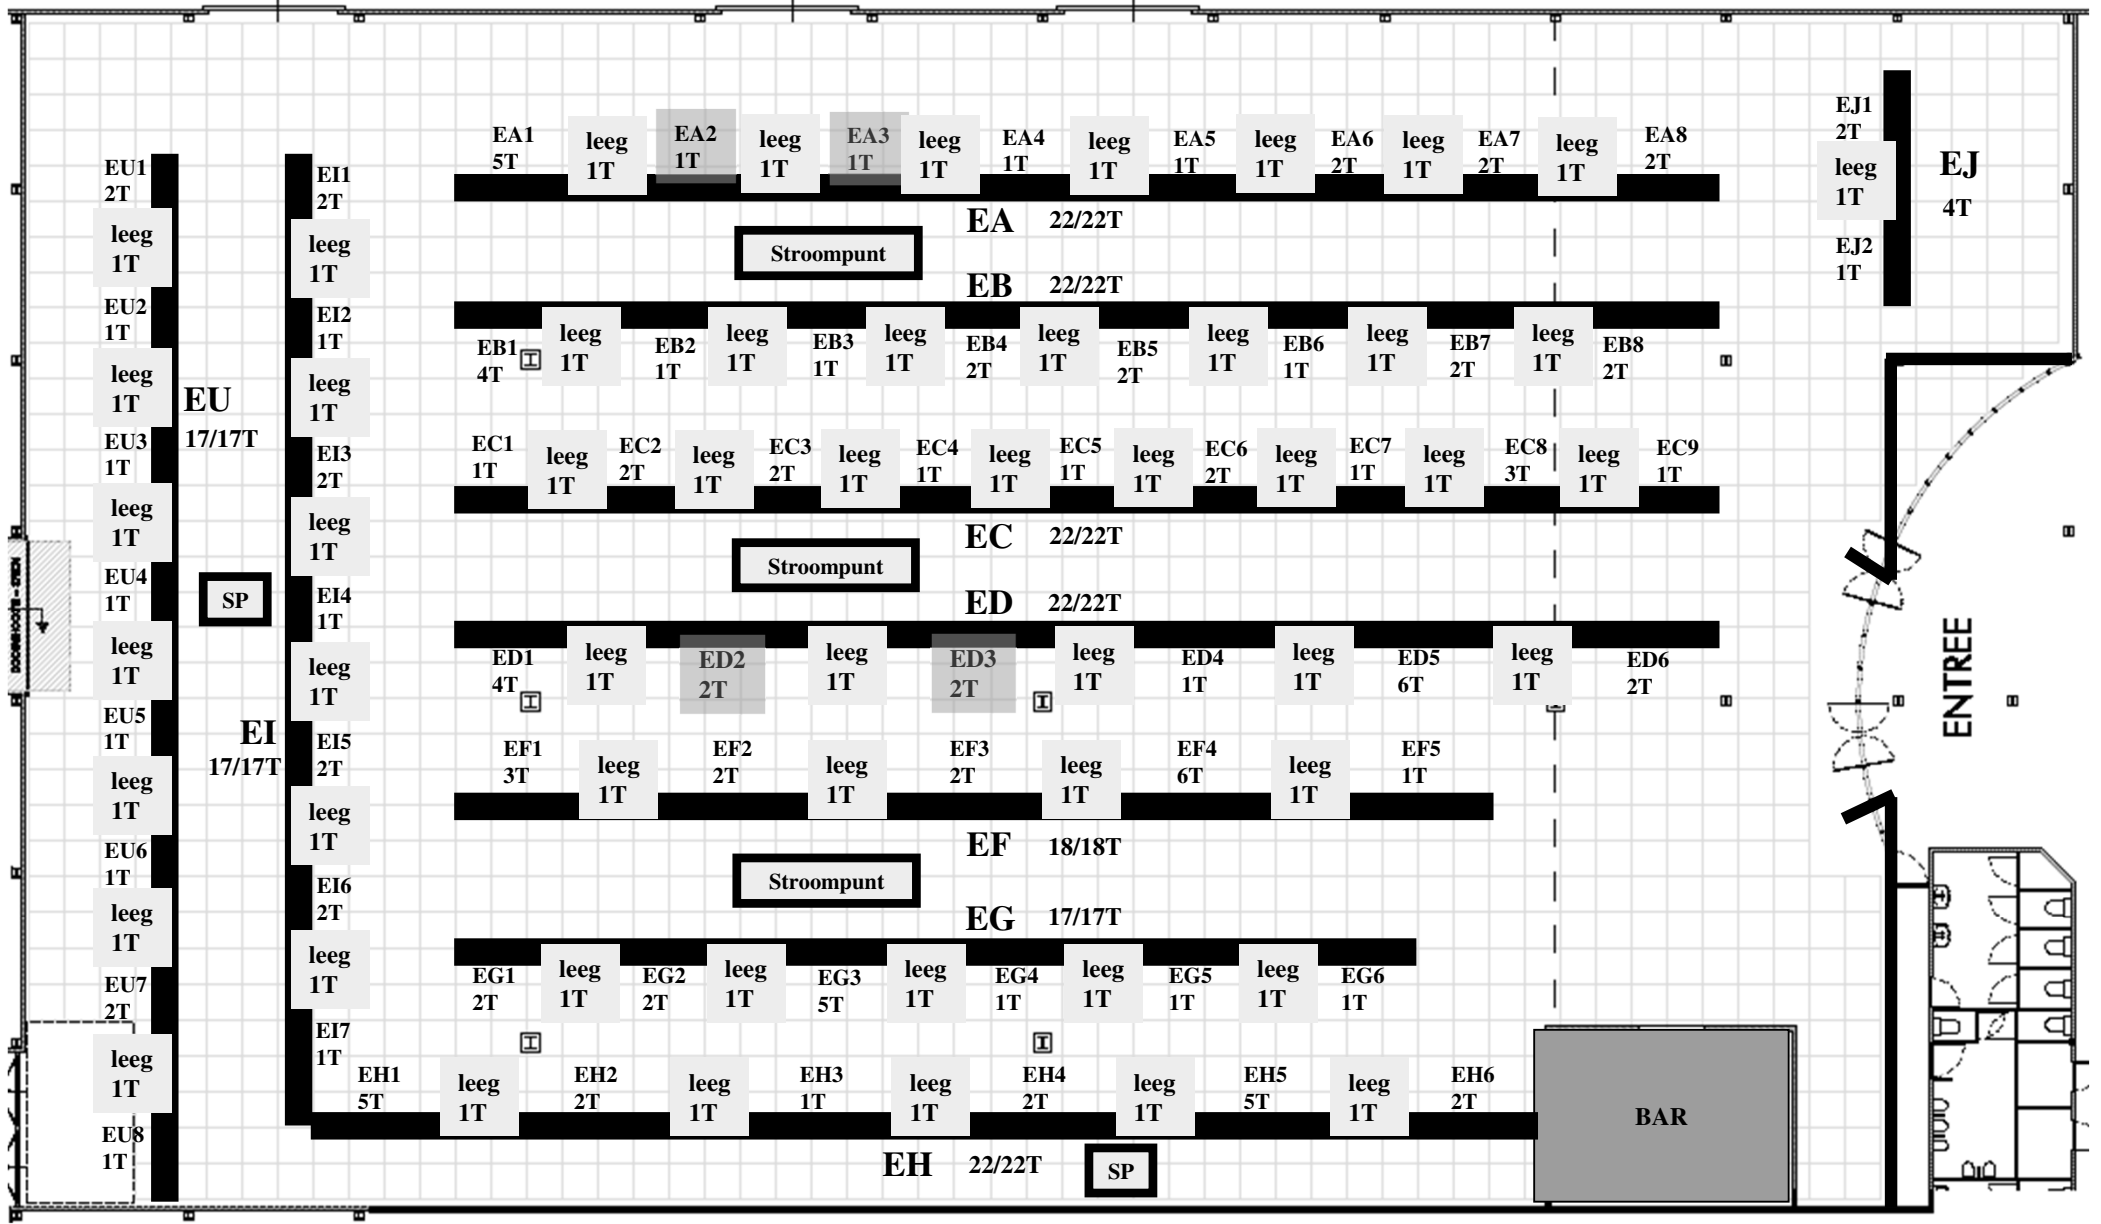 EA1
5T
leeg
1T
EA2
1T
leeg
1T
EA3
1T
leeg
1T
EA4
1T
leeg
1T
EA5
1T
leeg
1T
EA6
2T
leeg
1T
EA7
2T
leeg
1T
EA8
2T
EA 22/22T
EJ1
2T
leeg
1T
EJ2
1T
EJ
4T
Stroompunt
EB 22/22T
EB1
4T
leeg
1T
EB2
1T
leeg
1T
EB3
1T
leeg
1T
EB4
2T
leeg
1T
EB5
2T
leeg
1T
EB6
1T
leeg
1T
EB7
2T
leeg
1T
EB8
2T
EC1
1T
leeg
1T
EC2
2T
leeg
1T
EC3
2T
leeg
1T
EC4
1T
leeg
1T
EC5
1T
leeg
1T
EC6
2T
leeg
1T
EC7
1T
leeg
1T
EC8
3T
leeg
1T
EC9
1T
EC 22/22T
Stroompunt
ED 22/22T
ED1
4T
leeg
1T
ED2
2T
leeg
1T
ED3
2T
leeg
1T
ED4
1T
leeg
1T
ED5
6T
leeg
1T
ED6
2T
EF1
3T
leeg
1T
EF2
2T
leeg
1T
EF3
2T
leeg
1T
EF4
6T
leeg
1T
EF5
1T
EF 18/18T
Stroompunt
EG 17/17T
EG1
2T
leeg
1T
EG2
2T
leeg
1T
EG3
5T
leeg
1T
EG4
1T
leeg
1T
EG5
1T
leeg
1T
EG6
1T
EH1
5T
leeg
1T
EH2
2T
leeg
1T
EH3
1T
leeg
1T
EH4
2T
leeg
1T
EH5
5T
leeg
1T
EH6
2T
EH 22/22T
SP
BAR
ENTREE
EU1
2T
leeg
1T
EU2
1T
leeg
1T
EU3
1T
leeg
1T
EU4
1T
leeg
1T
EU5
1T
leeg
1T
EU6
1T
leeg
1T
EU7
2T
leeg
1T
EU8
1T
EU
17/17T
SP
EI
17/17T
EI1
2T
leeg
1T
EI2
1T
leeg
1T
EI3
2T
leeg
1T
EI4
1T
leeg
1T
EI5
2T
leeg
1T
EI6
2T
leeg
1T
EI7
1T